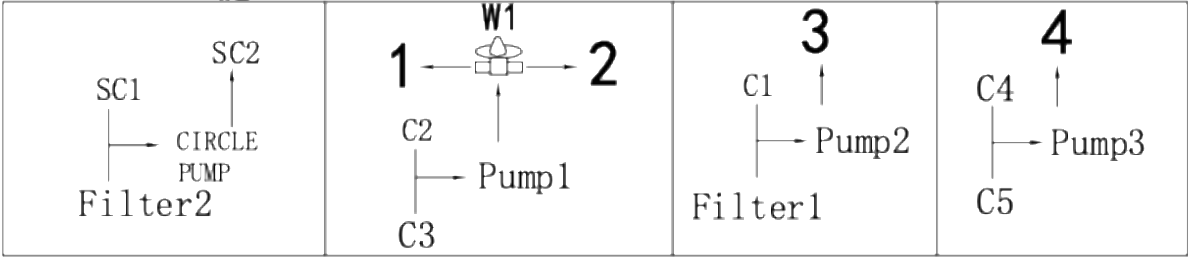 SC2
SC1
CIRCLE
PUMP
Filter2
W1
1
2
C2
Pump1
C3
3
C1
Pump2
Filter1
4
C4
Pump3
C5